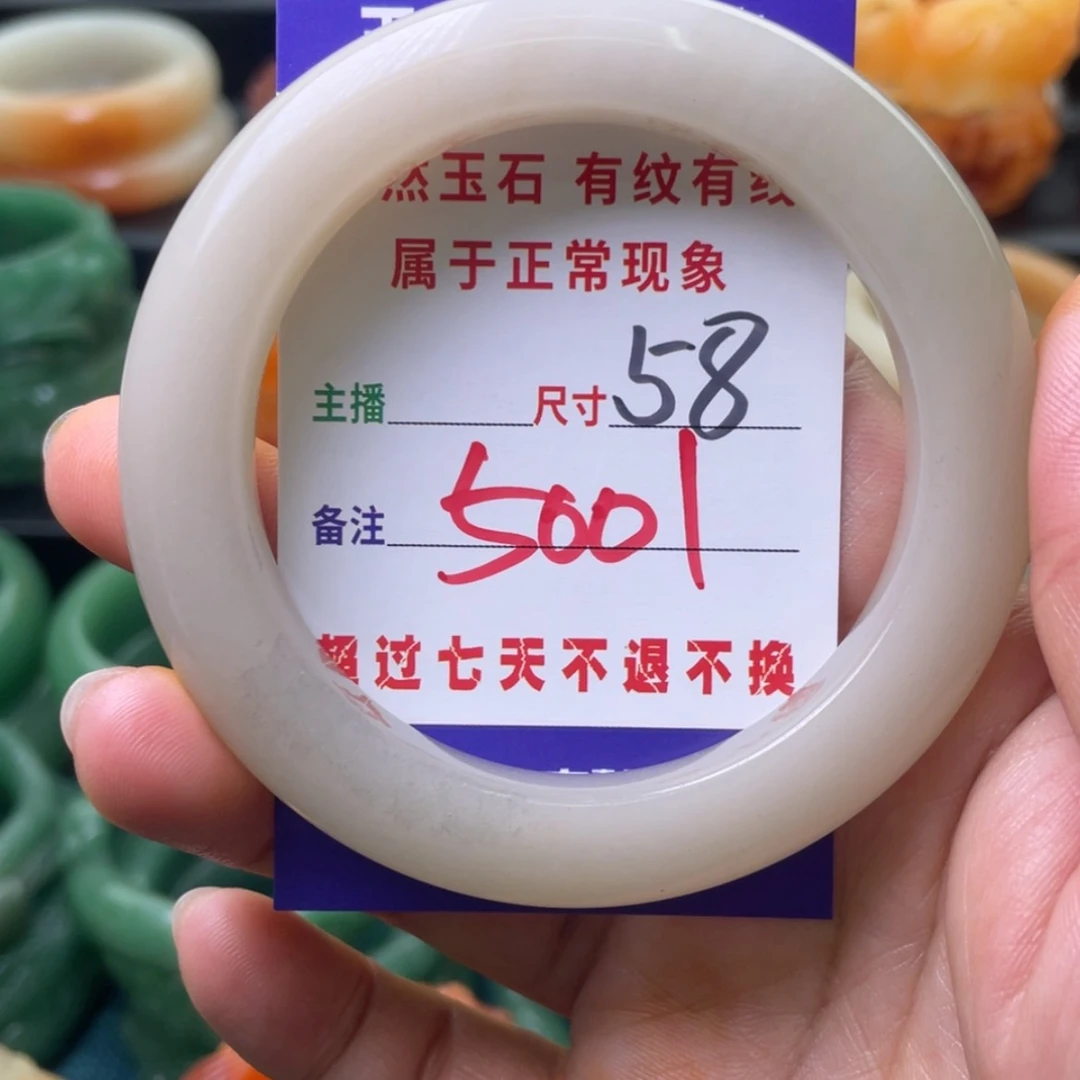 然玉石 有纹有纹
属于正常现象
主播 尺寸 58
备注 5001
超过七天不退不换